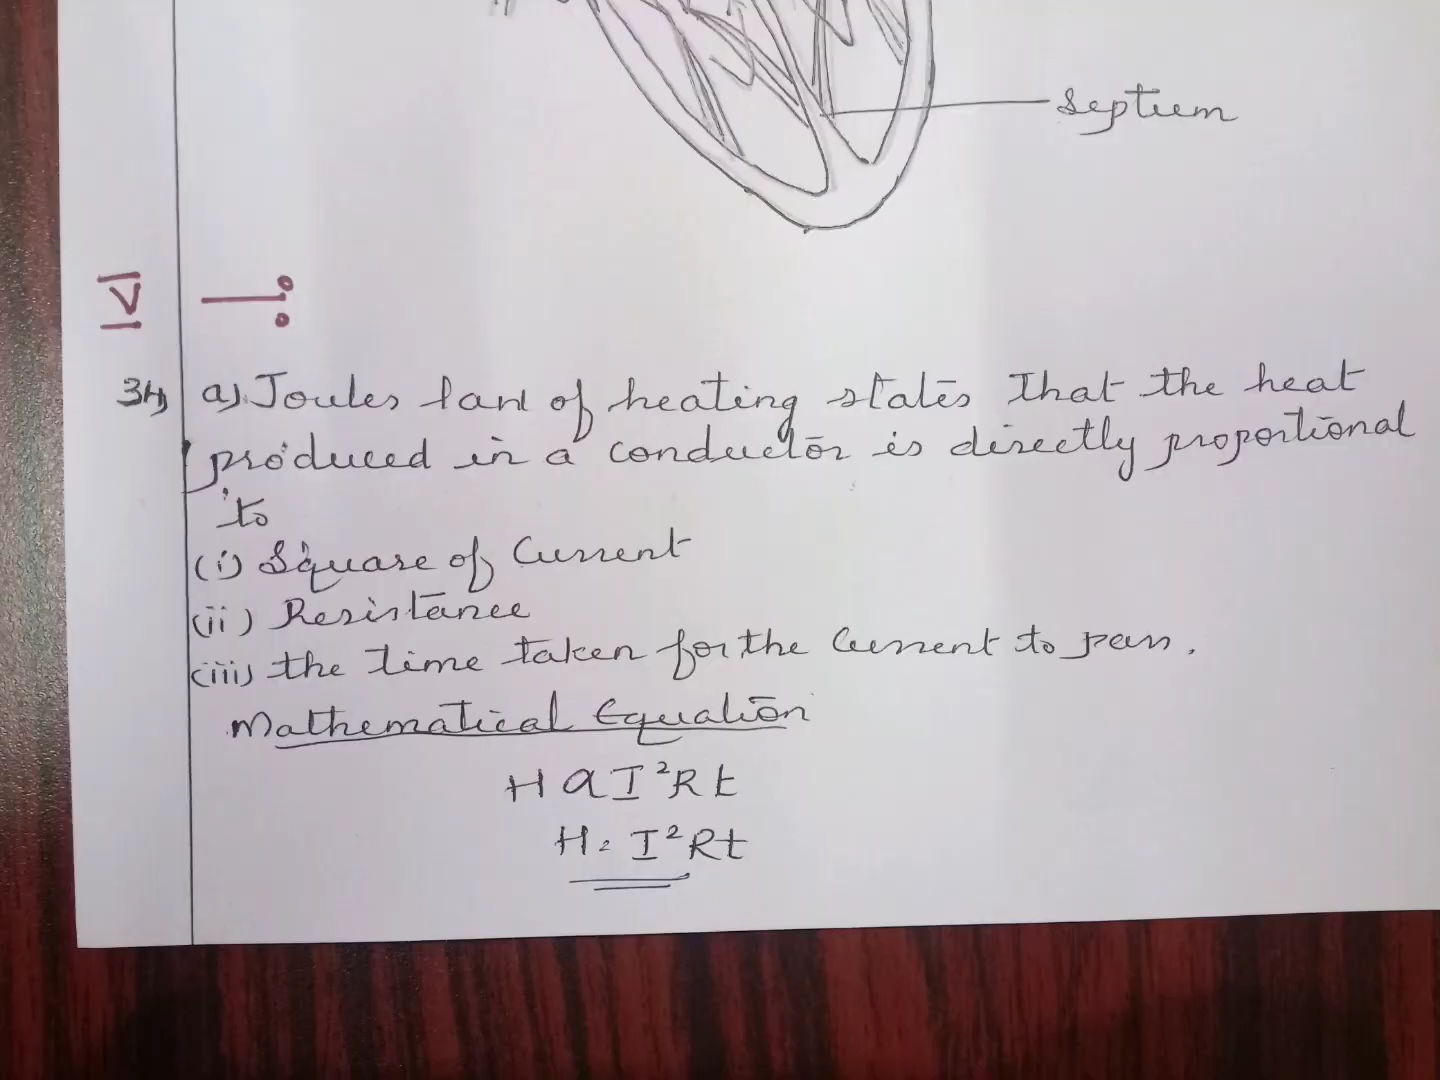 Septum
VI
34) a) Joules law of heating states that the heat
produced in a conductor is directly proportional
to
(i) Square of Current
(ii) Resistance
(iii) the time taken for the Current to pass.
Mathematical Equation
H α I²Rt
H = I²Rt